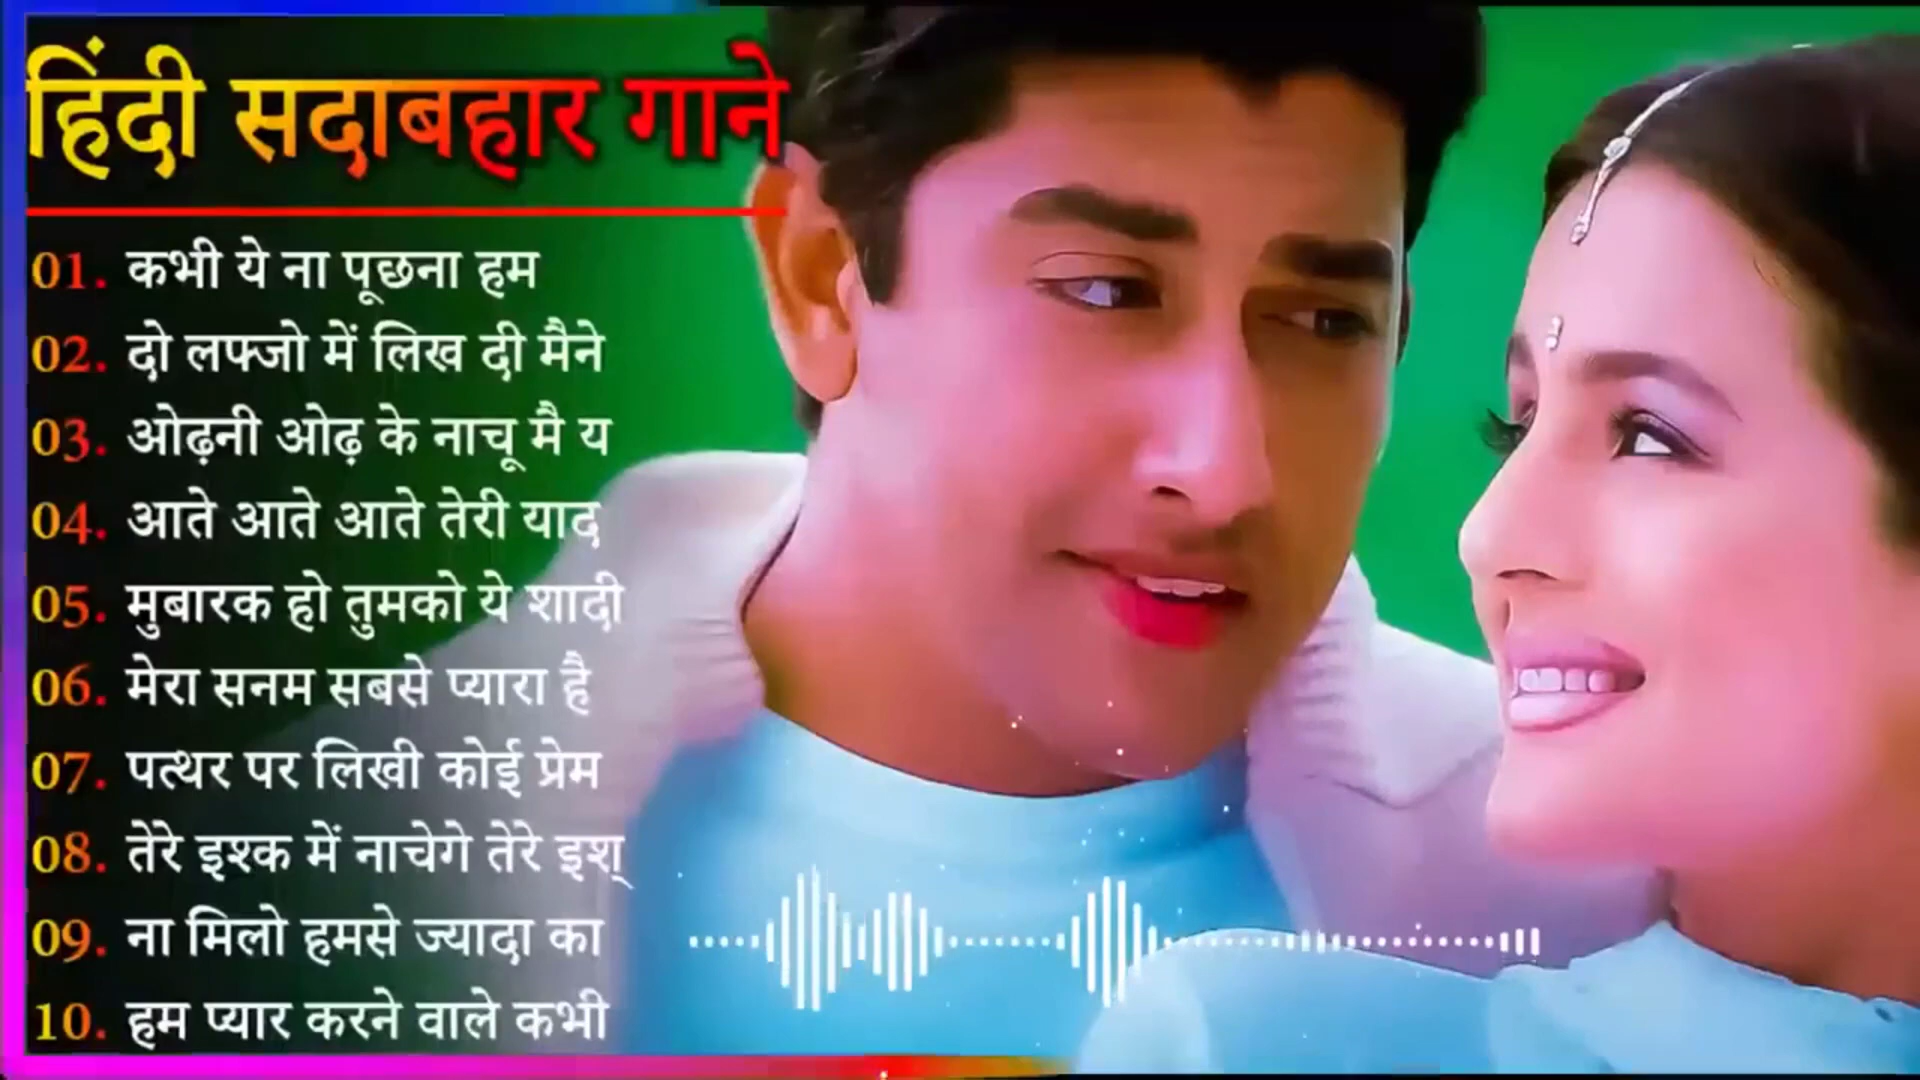 हिंदी सदाबहार गाने
01. कभी ये ना पूछना हम
02. दो लफ्जो में लिख दी मैने
03. ओढ़नी ओढ़ के नाचू मै य
04. आते आते आते तेरी याद
05. मुबारक हो तुमको ये शादी
06. मेरा सनम सबसे प्यारा है
07. पत्थर पर लिखी कोई प्रेम
08. तेरे इश्क में नाचेगे तेरे इश्
09. ना मिलो हमसे ज्यादा का
10. हम प्यार करने वाले कभी